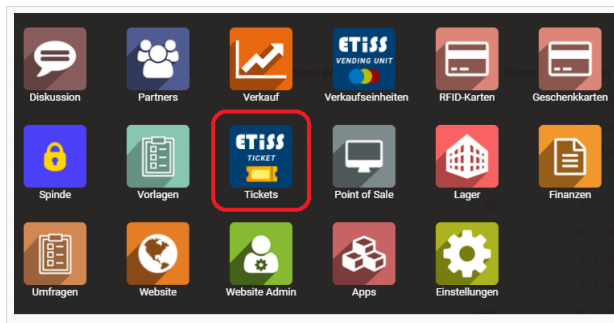 ETiSS
VENDING UNIT
Diskussion
Partners
Verkauf
Verkaufseinheiten
RFID-Karten
Geschenkkarten
ETiSS
TICKET
Spinde
Vorlagen
Tickets
Point of Sale
Lager
Finanzen
Umfragen
Website
Website Admin
Apps
Einstellungen